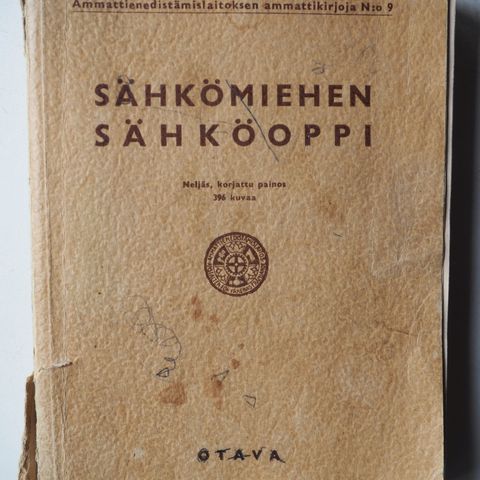 Ammattienedistämislaitoksen ammattikirjoja N:o 9
SÄHKÖMIEHEN
SÄHKÖOPPI
Neljäs, korjattu painos
396 kuvaa
OTAVA